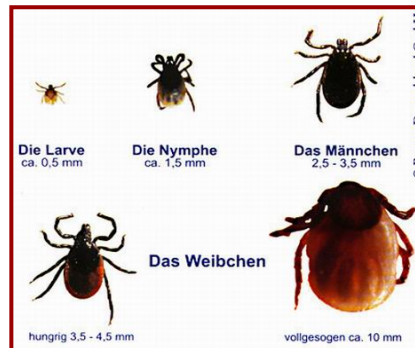 Die Larve
ca. 0,5 mm
Die Nymphe
ca. 1,5 mm
Das Männchen
2,5 - 3,5 mm
Das Weibchen
hungrig 3,5 - 4,5 mm
vollgesogen ca. 10 mm